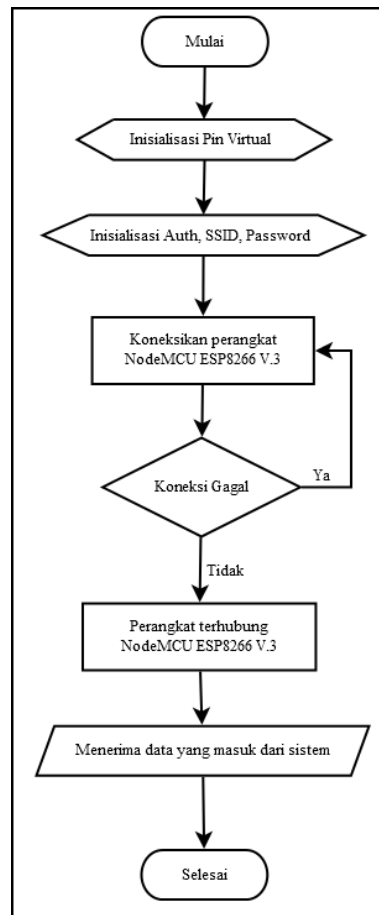 Mulai
Inisialisasi Pin Virtual
Inisialisasi Auth, SSID, Password
Koneksikan perangkat
NodeMCU ESP8266 V.3
Koneksi Gagal
Ya
Tidak
Perangkat terhubung
NodeMCU ESP8266 V.3
Menerima data yang masuk dari sistem
Selesai